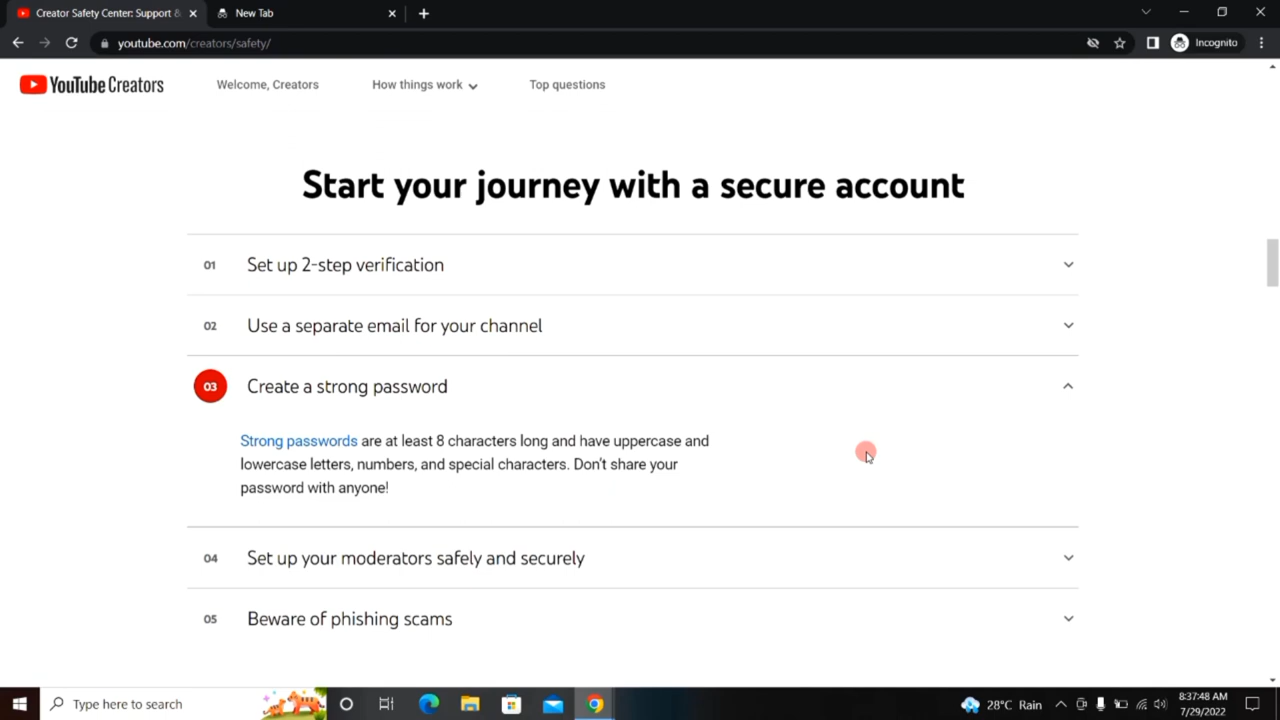 Creator Safety Center: Support &
New Tab
youtube.com/creators/safety/
Incognito
YouTube Creators
Welcome, Creators
How things work
Top questions
Start your journey with a secure account
01 Set up 2-step verification
02 Use a separate email for your channel
03 Create a strong password
Strong passwords are at least 8 characters long and have uppercase and
lowercase letters, numbers, and special characters. Don't share your
password with anyone!
04 Set up your moderators safely and securely
05 Beware of phishing scams
Type here to search
28°C Rain
8:37:48 AM
7/29/2022